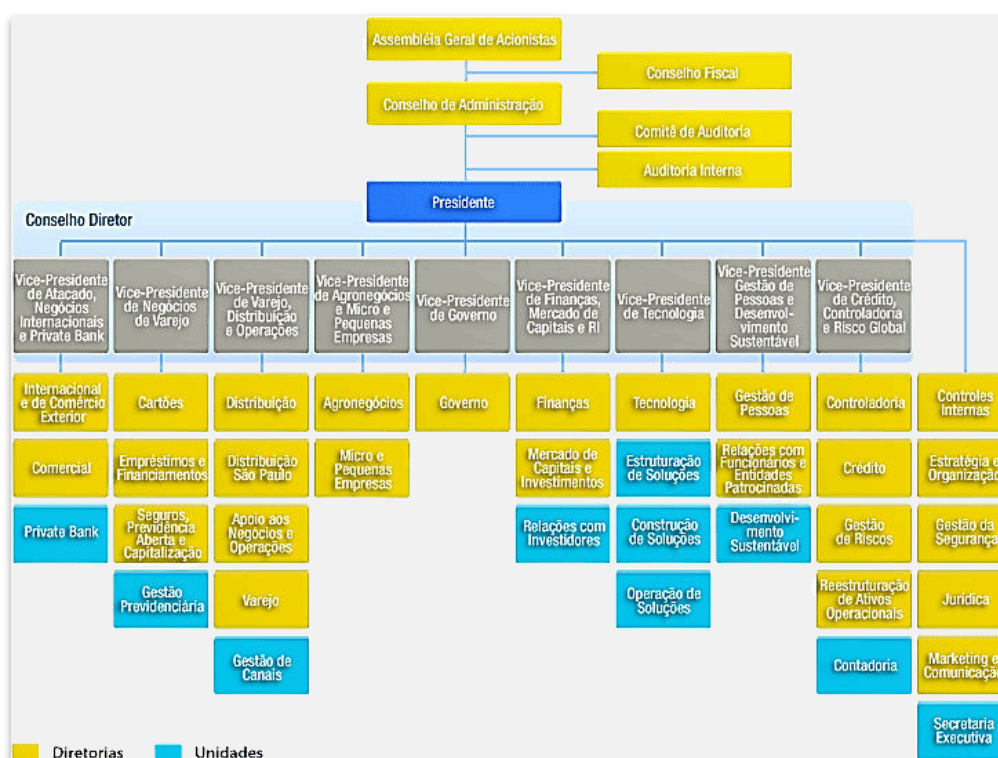 Assembléia Geral de Acionistas
Conselho Fiscal
Conselho de Administração
Comitê de Auditoria
Auditoria Interna
Presidente
Conselho Diretor
Vice-Presidente
de Atacado,
Negócios
Internacionais
e Private Bank
Vice-Presidente
de Negócios
de Varejo
Vice-Presidente
de Varejo,
Distribuição
e Operações
Vice-Presidente
de Agronegócios
e Micro e
Pequenas
Empresas
Vice-Presidente
de Governo
Vice-Presidente
de Finanças,
Mercado de
Capitais e RI
Vice-Presidente
de Tecnologia
Vice-Presidente
Gestão de
Pessoas e
Desenvol-
vimento
Sustentável
Vice-Presidente
de Crédito,
Controladoria
e Risco Global
Internacional
e de Comércio
Exterior
Cartões
Distribuição
Agronegócios
Governo
Finanças
Tecnologia
Gestão de
Pessoas
Controladoria
Controles
Internas
Comercial
Empréstimos e
Financiamentos
Distribuição
São Paulo
Micro e
Pequenas
Empresas
Mercado de
Capitais e
Investimentos
Estruturação
de Soluções
Relações com
Funcionários e
Entidades
Patrocinadas
Crédito
Estratégia e
Organização
Private Bank
Seguros,
Previdência
Aberta e
Capitalização
Apoio aos
Negócios e
Operações
Relações com
Investidores
Construção
de Soluções
Desenvolvi-
mento
Sustentável
Gestão
de Riscos
Gestão da
Segurança
Gestão
Previdenciária
Varejo
Operação de
Soluções
Reestruturação
de Ativos
Operacionais
Jurídica
Gestão de
Canais
Contadoria
Marketing e
Comunicação
Secretaria
Executiva
Diretorias
Unidades